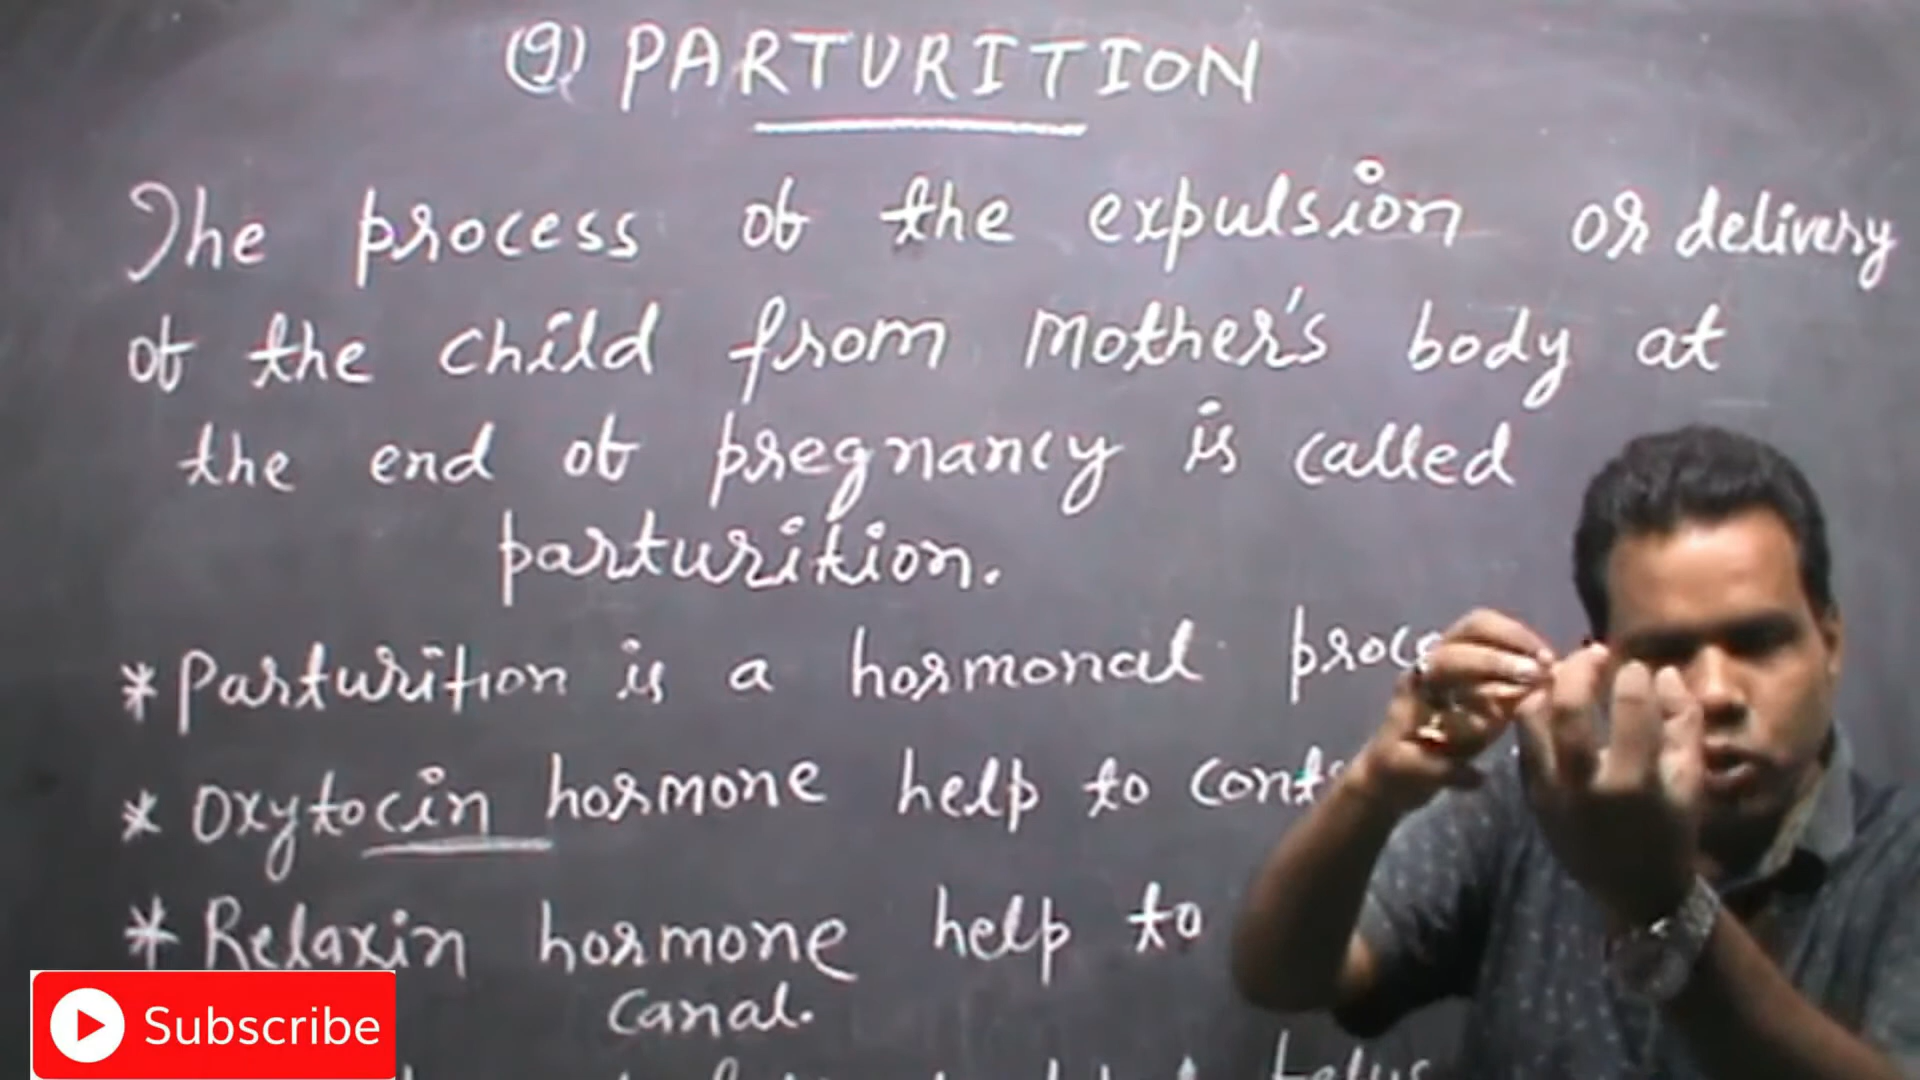 (9) PARTURITION
The process of the expulsion or delivery
of the child from Mother's body at
the end of pregnancy is called
parturition.
* Parturition is a hormonal
* Oxytocin hormone help to
* Relaxin hormone help to
canal.
Subscribe